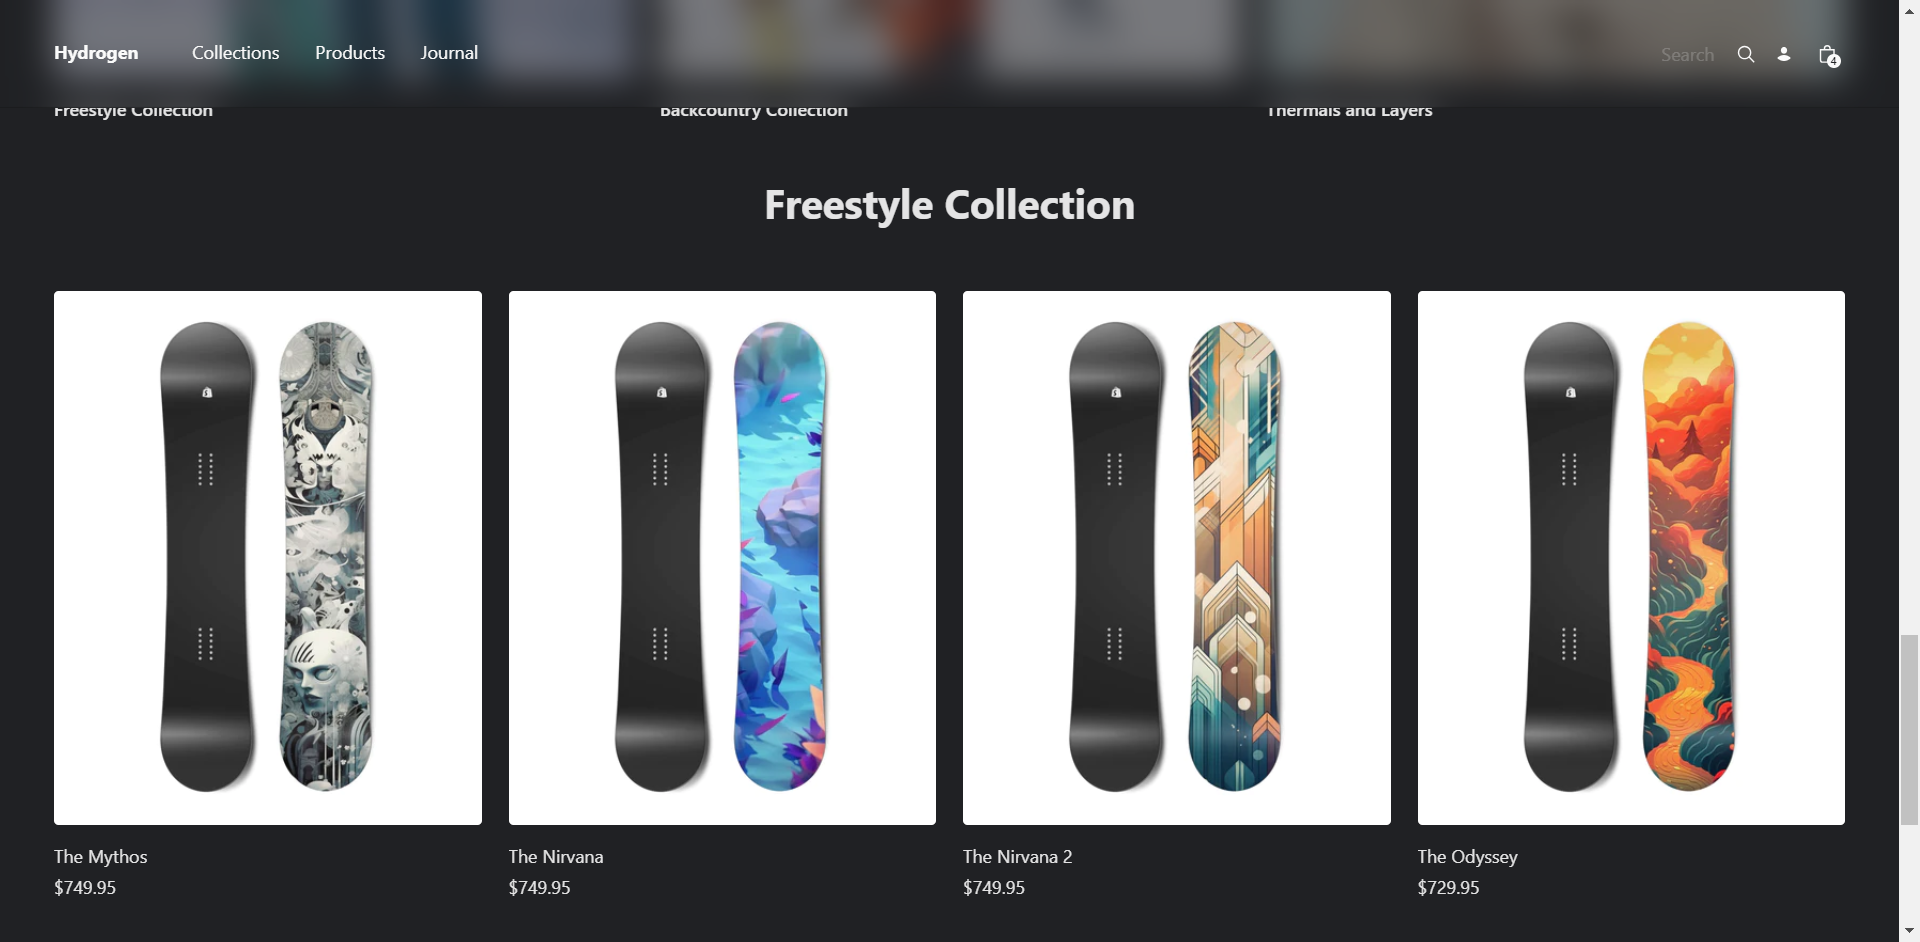 Hydrogen
Collections
Products
Journal
Search
4
Freestyle Collection
Backcountry Collection
Thermals and Layers
Freestyle Collection
The Mythos
$749.95
The Nirvana
$749.95
The Nirvana 2
$749.95
The Odyssey
$729.95